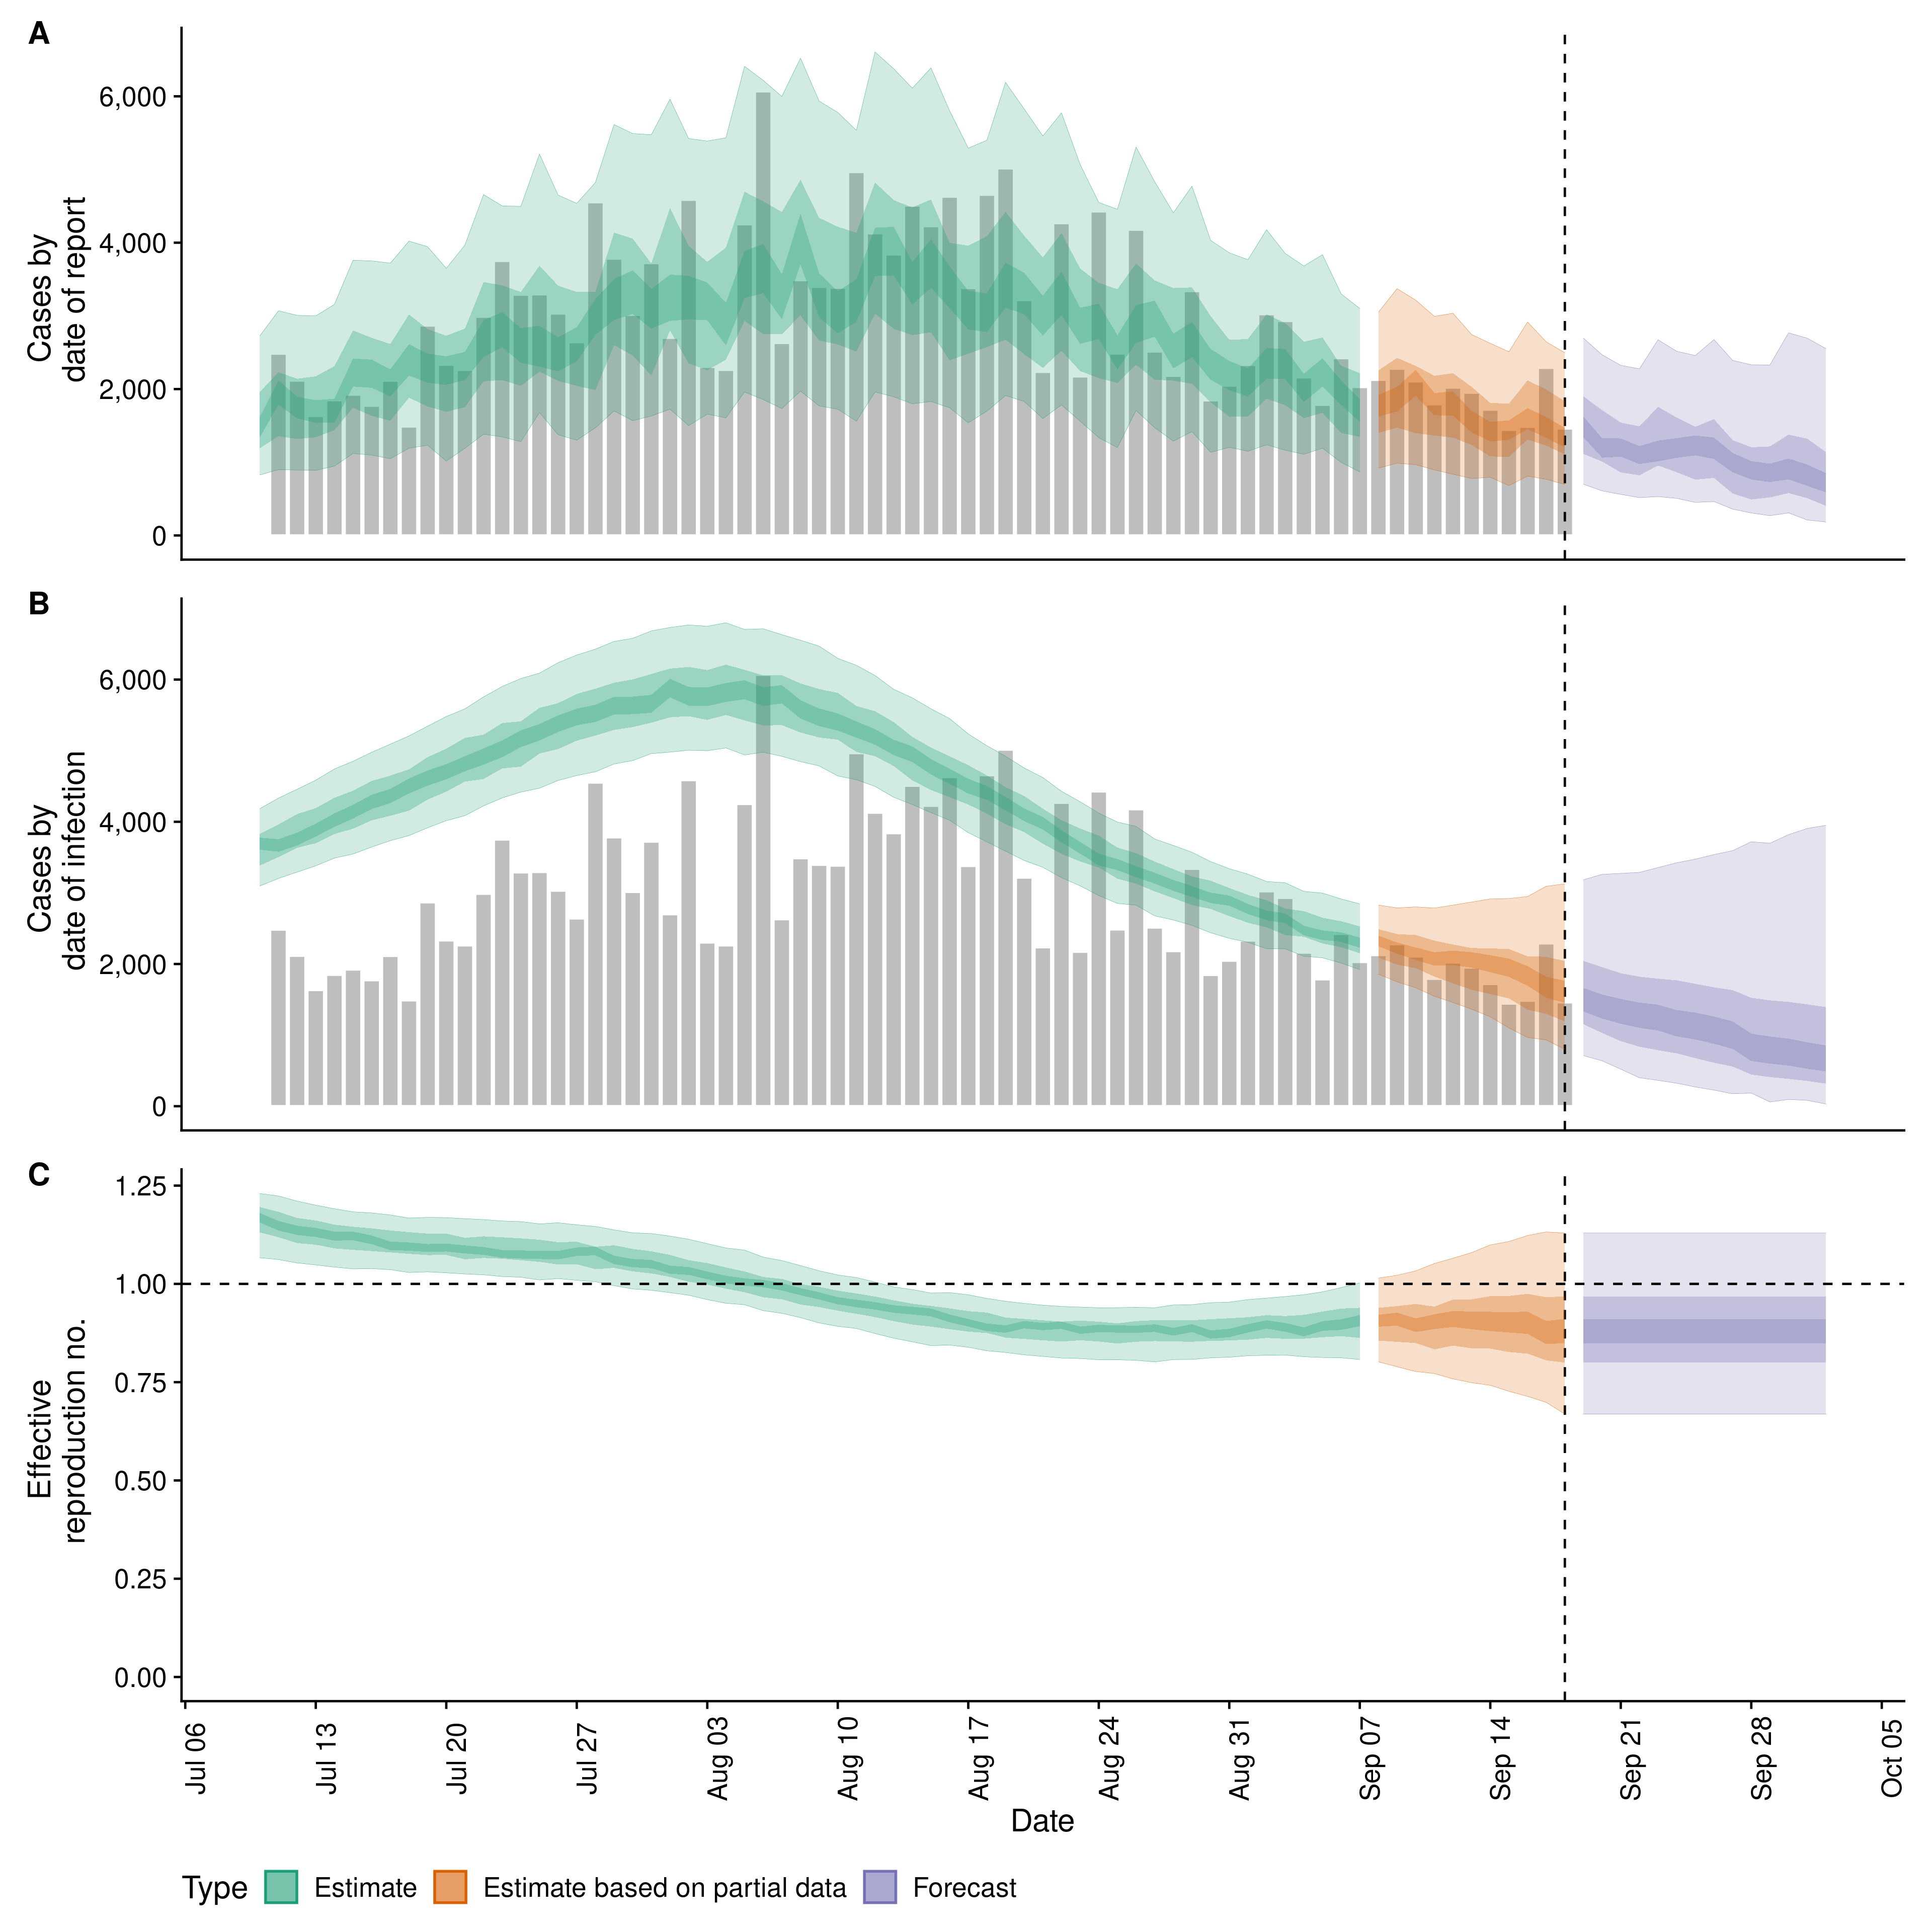 A
Cases by
date of report
6,000
4,000
2,000
0
B
Cases by
date of infection
6,000
4,000
2,000
0
C
Effective
reproduction no.
1.25
1.00
0.75
0.50
0.25
0.00
Jul 06
Jul 13
Jul 20
Jul 27
Aug 03
Aug 10
Aug 17
Aug 24
Aug 31
Sep 07
Sep 14
Sep 21
Sep 28
Oct 05
Date
Type Estimate Estimate based on partial data Forecast